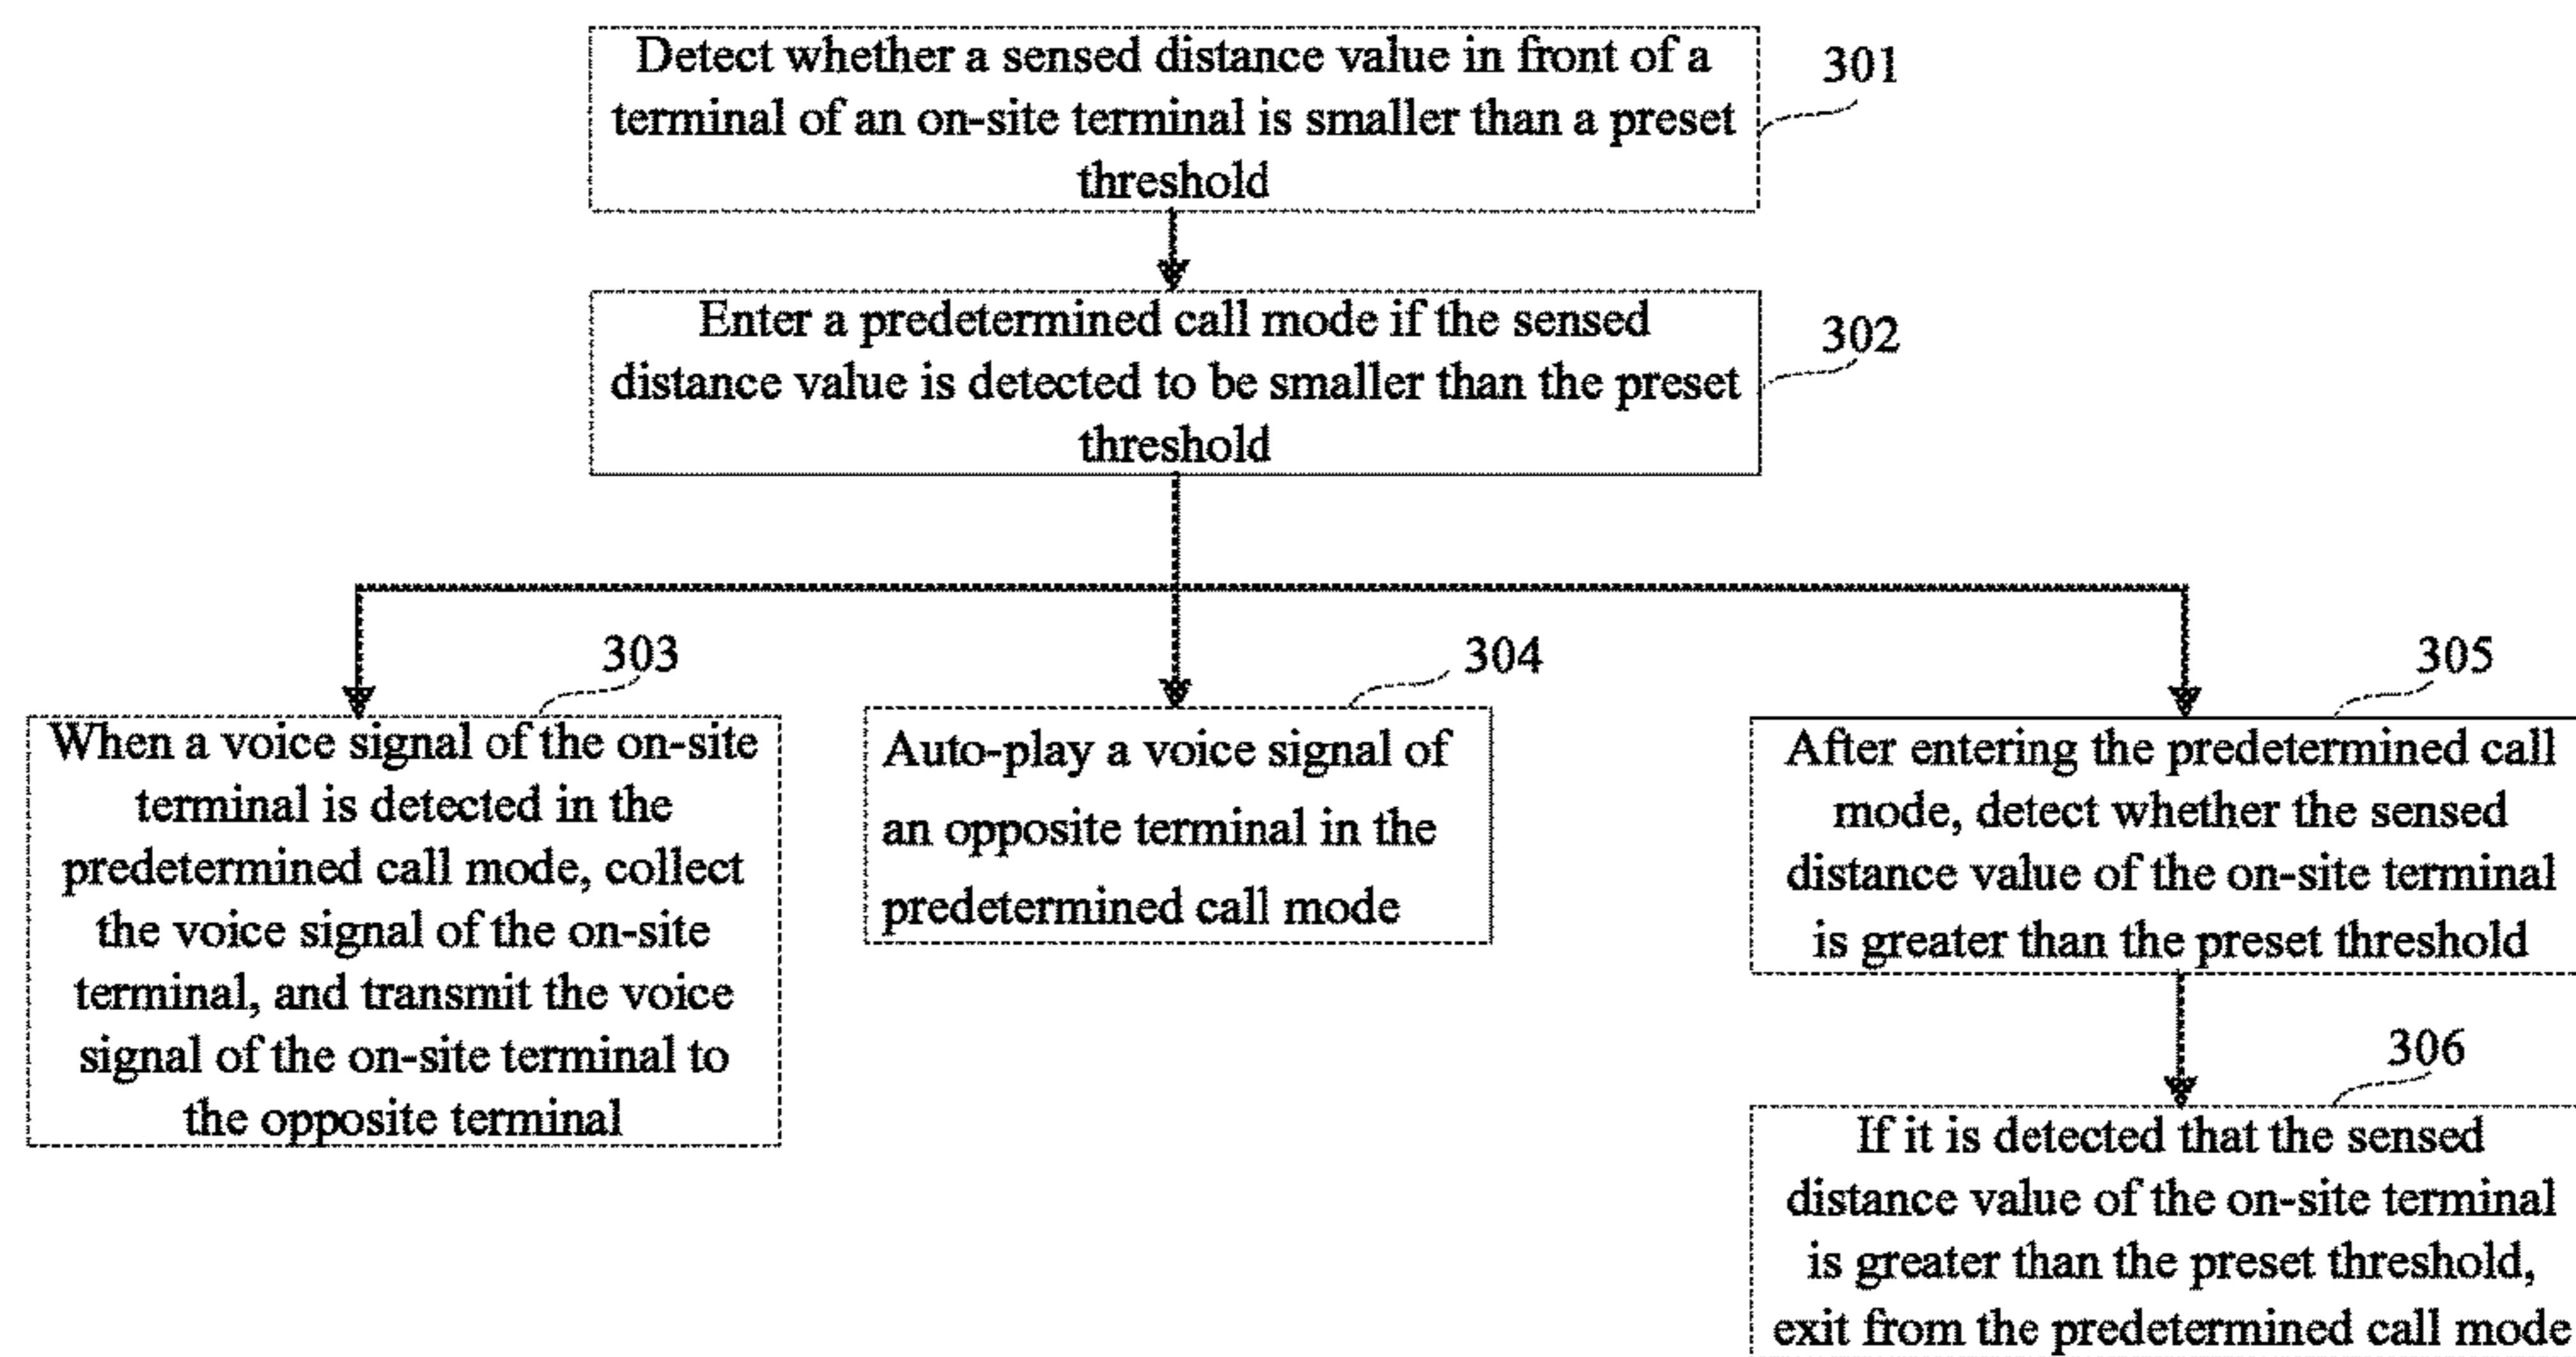 Detect whether a sensed distance value in front of a
terminal of an on-site terminal is smaller than a preset
threshold
301
Enter a predetermined call mode if the sensed
distance value is detected to be smaller than the preset
threshold
302
303
When a voice signal of the on-site
terminal is detected in the
predetermined call mode, collect
the voice signal of the on-site
terminal, and transmit the voice
signal of the on-site terminal to
the opposite terminal
304
Auto-play a voice signal of
an opposite terminal in the
predetermined call mode
305
After entering the predetermined call
mode, detect whether the sensed
distance value of the on-site terminal
is greater than the preset threshold
306
If it is detected that the sensed
distance value of the on-site terminal
is greater than the preset threshold,
exit from the predetermined call mode